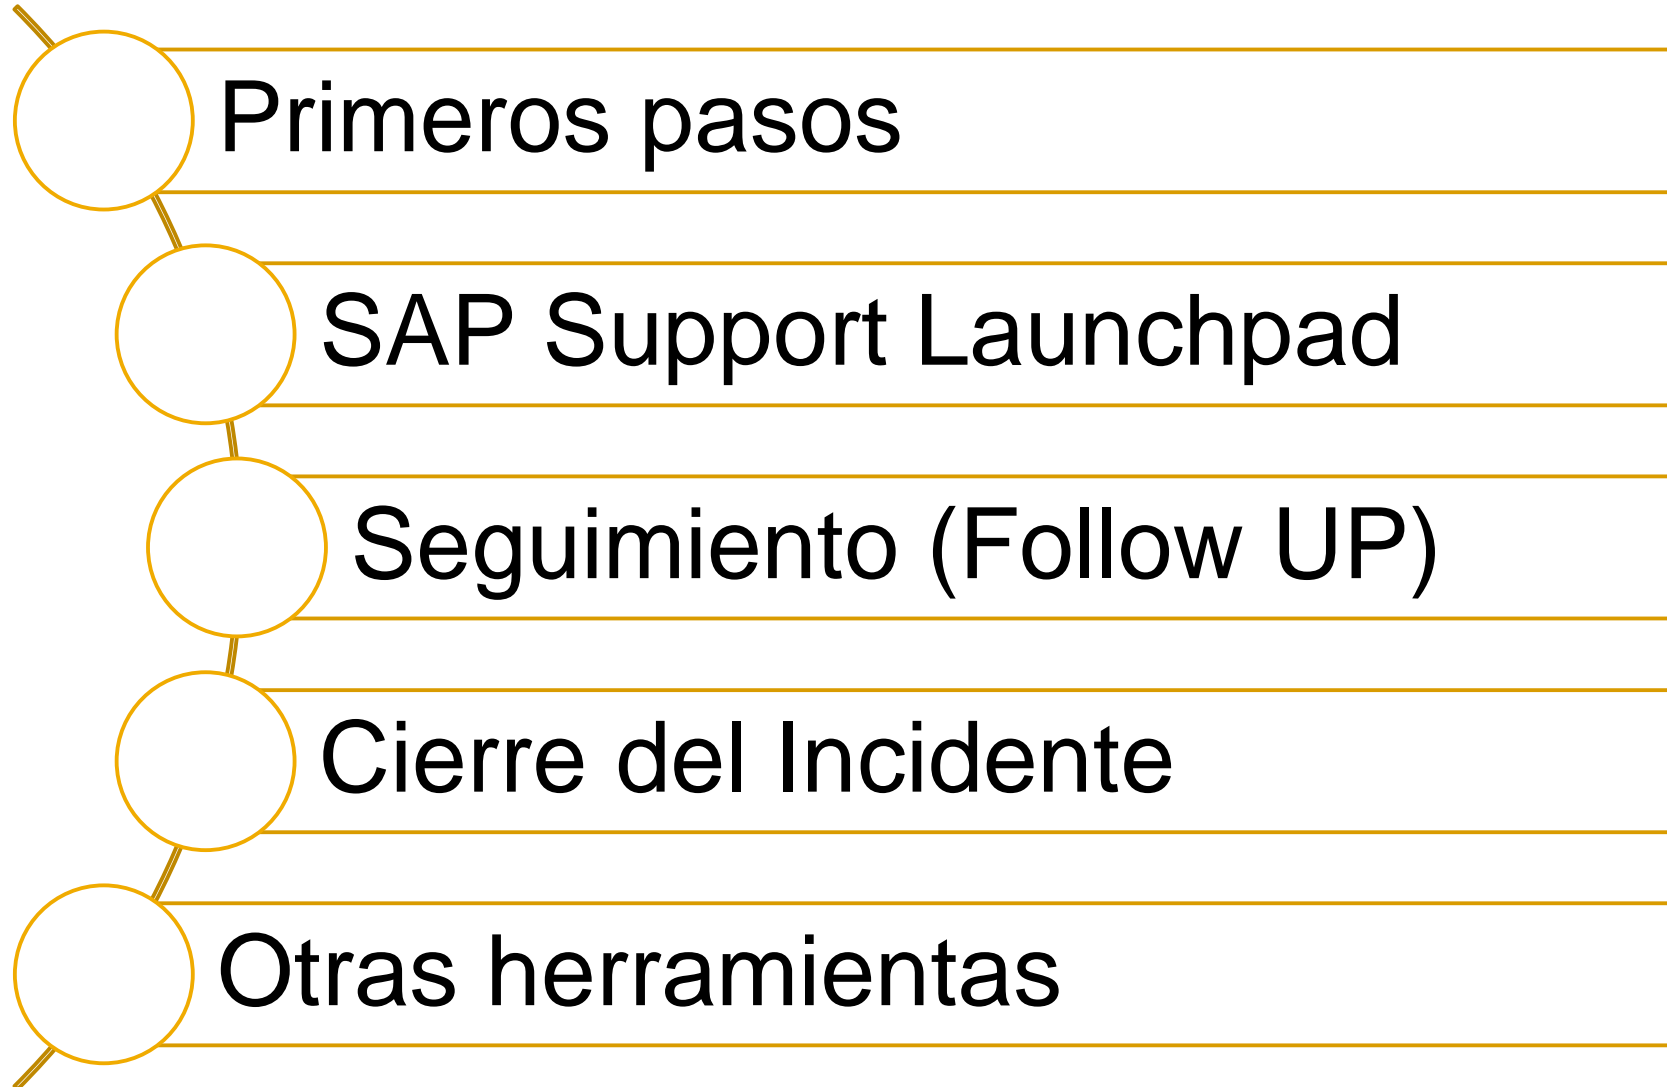 Primeros pasos
SAP Support Launchpad
Seguimiento (Follow UP)
Cierre del Incidente
Otras herramientas